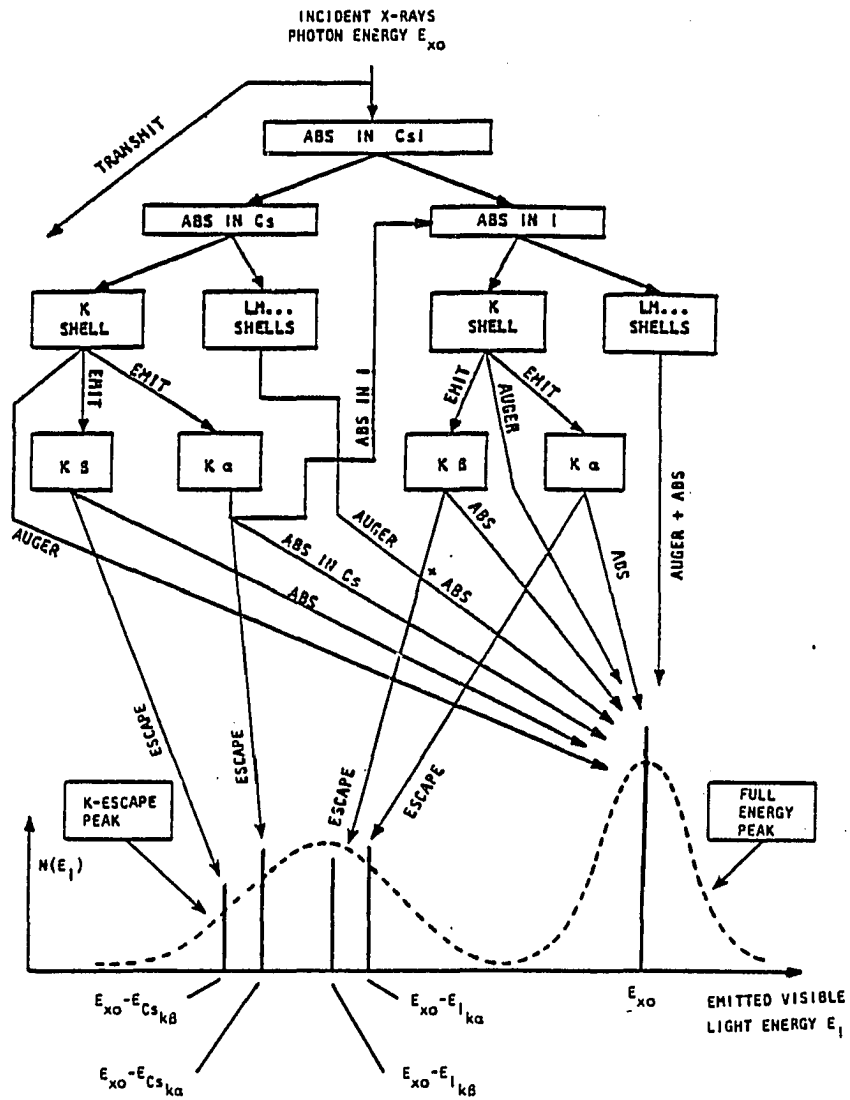 INCIDENT X-RAYS
PHOTON ENERGY E_xo
TRANSMIT
ABS IN CsI
ABS IN Cs
ABS IN I
K
SHELL
LM...
SHELLS
K
SHELL
LM...
SHELLS
EMIT
EMIT
ABS IN I
EMIT
AUGER
EMIT
K β
K α
K β
K α
AUGER
ABS IN Cs
ABS
AUGER
+ ABS
ABS
ABS
AUGER + ABS
ESCAPE
ESCAPE
ESCAPE
ESCAPE
K-ESCAPE
PEAK
FULL
ENERGY
PEAK
N(E_l)
E_xo-E_Cs_kβ
E_xo-E_I_kα
E_xo
EMITTED VISIBLE
LIGHT ENERGY E_l
E_xo-E_Cs_kα
E_xo-E_I_kβ